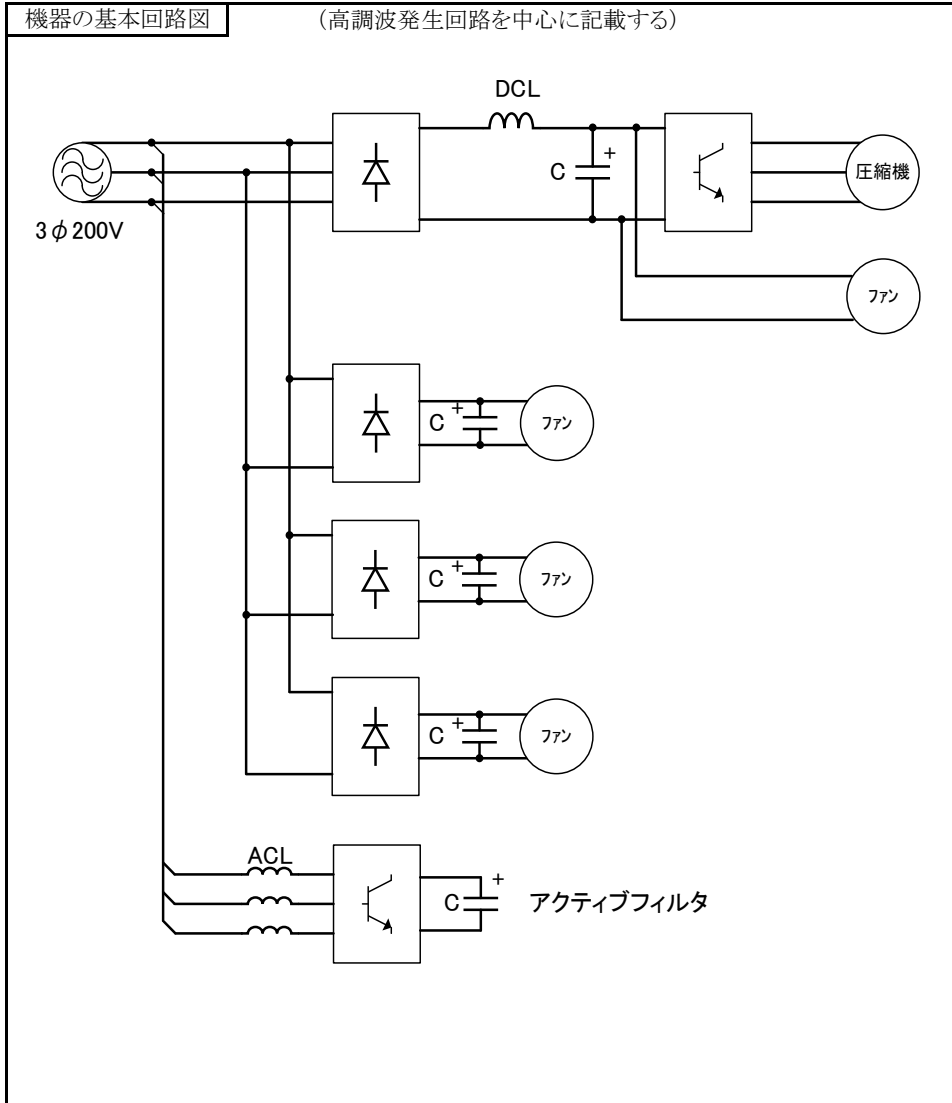 機器の基本回路図
(高調波発生回路を中心に記載する)
DCL
C
+
圧縮機
3φ200V
ファン
C
+
ファン
C
+
ファン
C
+
ファン
ACL
C
+
アクティブフィルタ